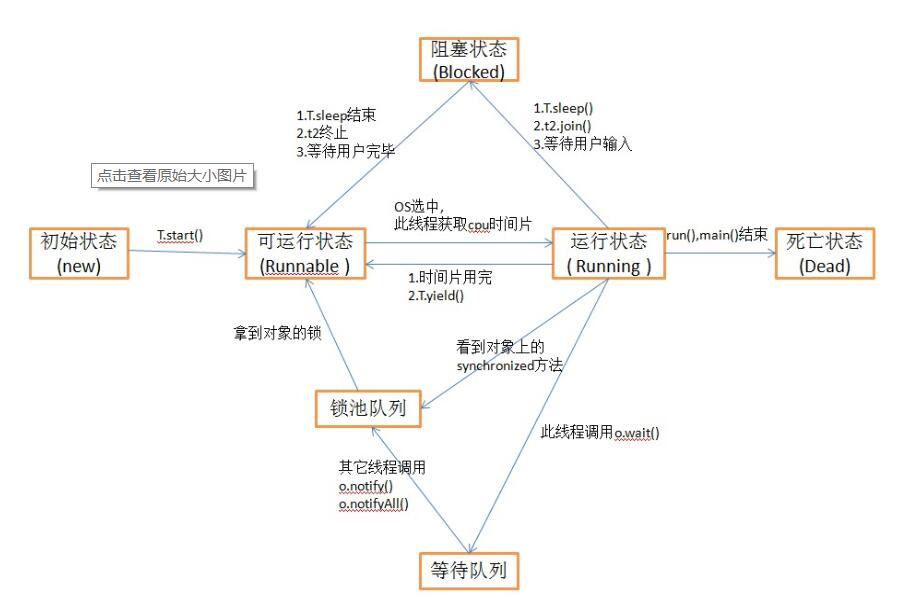 阻塞状态
(Blocked)
1.T.sleep结束
2.t2终止
3.等待用户完毕
1.T.sleep()
2.t2.join()
3.等待用户输入
点击查看原始大小图片
初始状态
(new)
T.start()
可运行状态
(Runnable )
OS选中,
此线程获取cpu时间片
1.时间片用完
2.T.yield()
运行状态
( Running )
run(),main()结束
死亡状态
(Dead)
拿到对象的锁
看到对象上的
synchronized方法
锁池队列
此线程调用o.wait()
其它线程调用
o.notify()
o.notifyAll()
等待队列